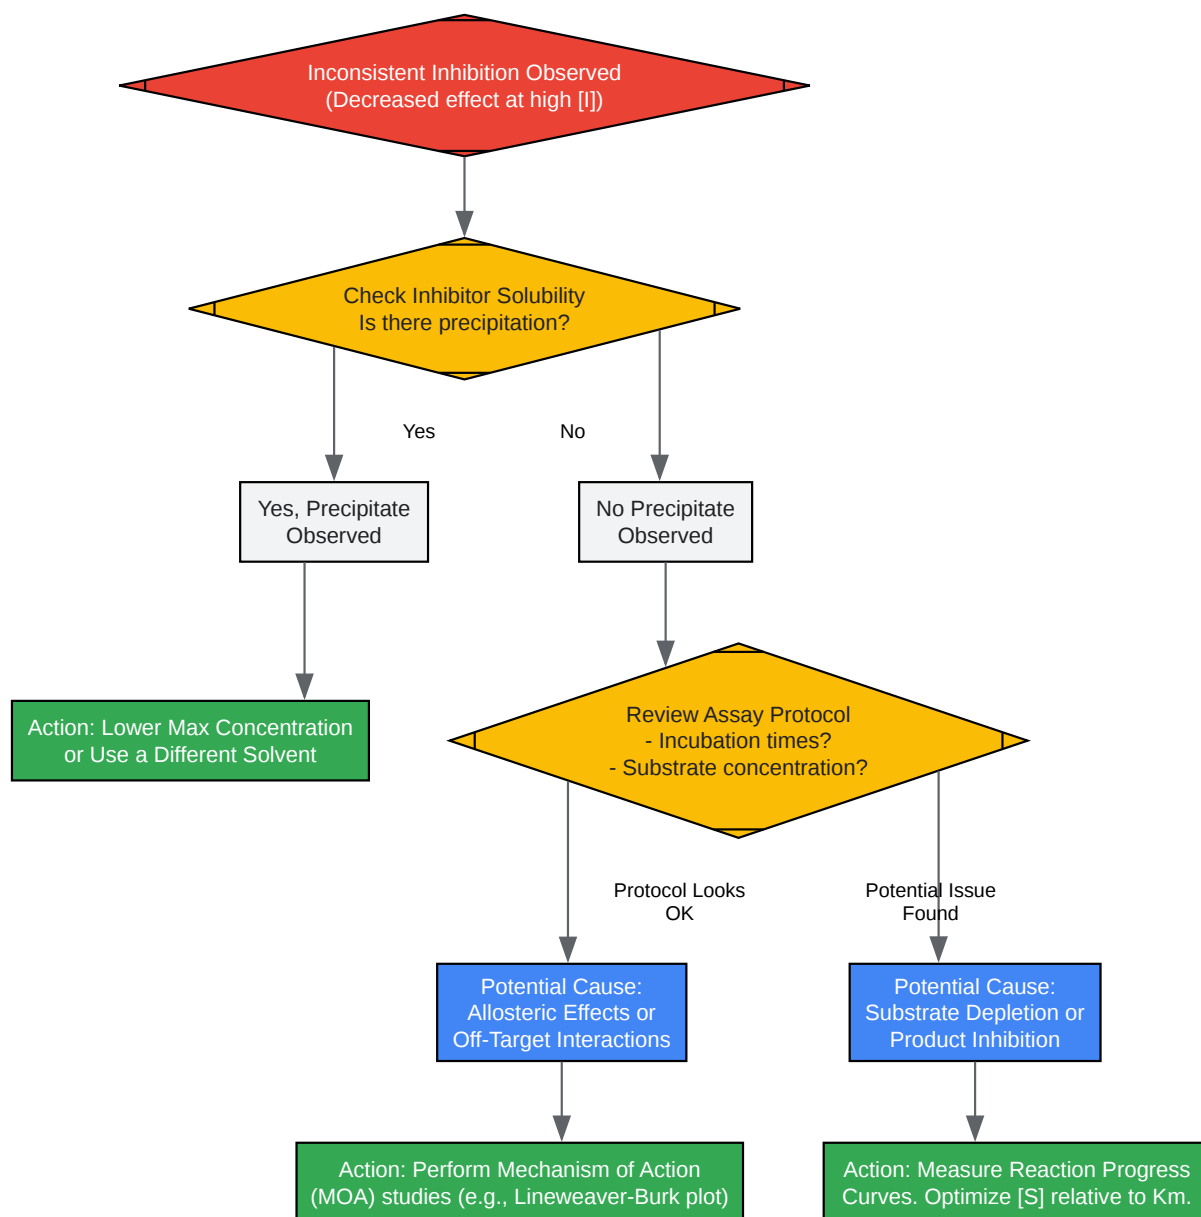 Inconsistent Inhibition Observed
(Decreased effect at high [I])
Check Inhibitor Solubility
Is there precipitation?
Yes
No
Yes, Precipitate
Observed
No Precipitate
Observed
Action: Lower Max Concentration
or Use a Different Solvent
Review Assay Protocol
- Incubation times?
- Substrate concentration?
Protocol Looks
OK
Potential Issue
Found
Potential Cause:
Allosteric Effects or
Off-Target Interactions
Potential Cause:
Substrate Depletion or
Product Inhibition
Action: Perform Mechanism of Action
(MOA) studies (e.g., Lineweaver-Burk plot)
Action: Measure Reaction Progress
Curves. Optimize [S] relative to Km.